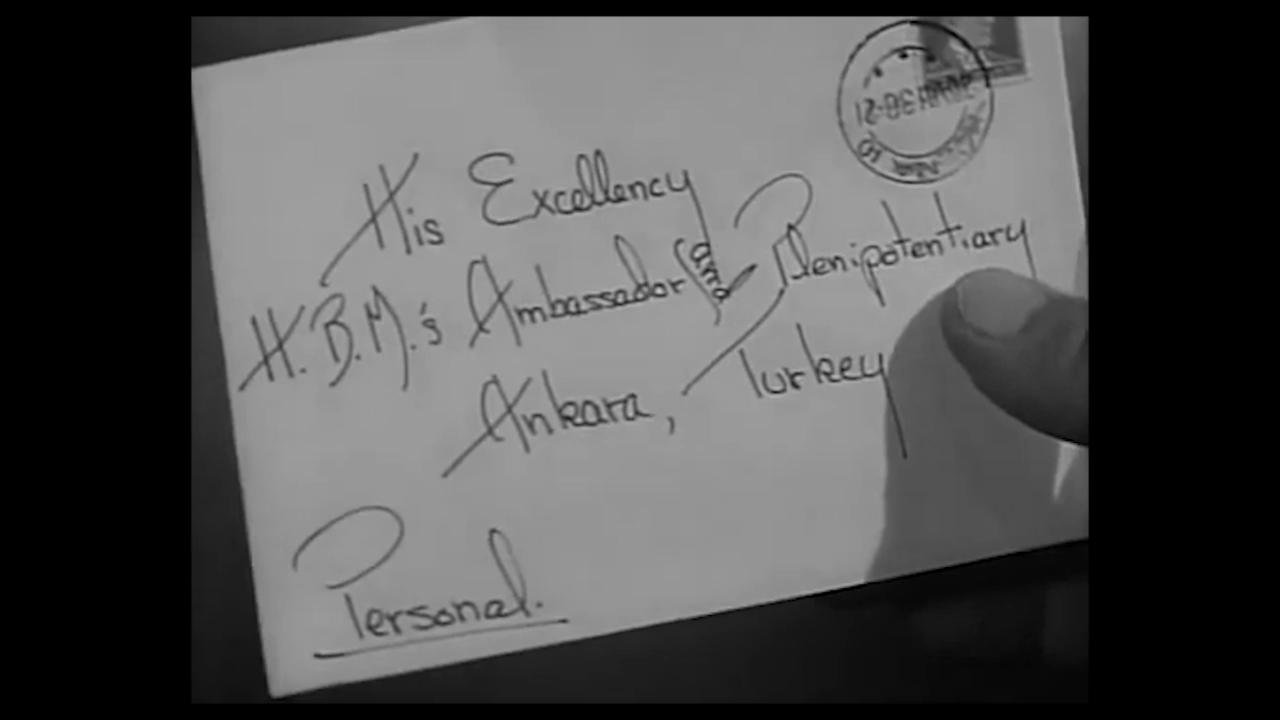 His Excellency
H.B.M.'s Ambassador and Plenipotentiary
Ankara, Turkey
Personal.